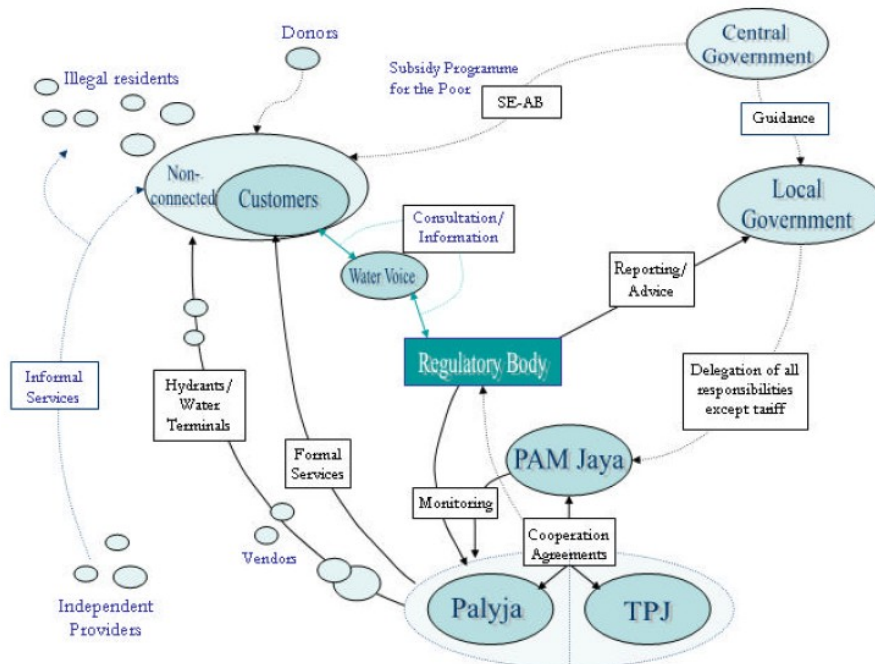 Donors
Central
Government
Illegal residents
Subsidy Programme
for the Poor
SE-AB
Guidance
Non-
connected
Customers
Local
Government
Consultation/
Information
Water Voice
Reporting/
Advice
Regulatory Body
Informal
Services
Hydrants/
Water
Terminals
Delegation of all
responsibilities
except tariff
Formal
Services
PAM Jaya
Monitoring
Cooperation
Agreements
Vendors
Independent
Providers
Palyja
TPJ